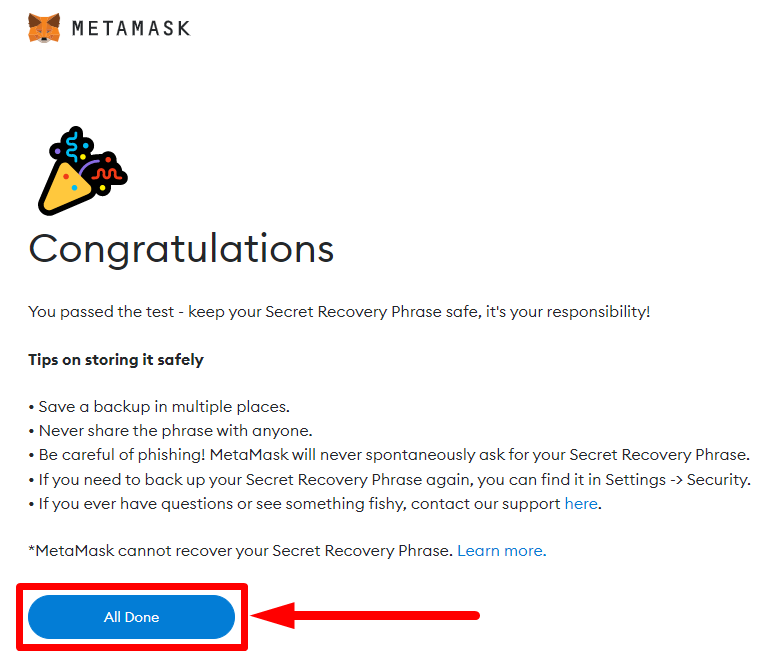 METAMASK
Congratulations
You passed the test - keep your Secret Recovery Phrase safe, it's your responsibility!
Tips on storing it safely
• Save a backup in multiple places.
• Never share the phrase with anyone.
• Be careful of phishing! MetaMask will never spontaneously ask for your Secret Recovery Phrase.
• If you need to back up your Secret Recovery Phrase again, you can find it in Settings -> Security.
• If you ever have questions or see something fishy, contact our support here.
*MetaMask cannot recover your Secret Recovery Phrase. Learn more.
All Done